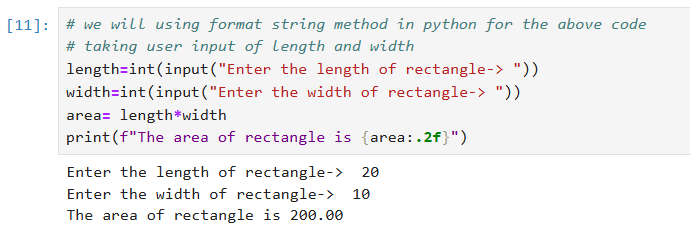 [11]: # we will using format string method in python for the above code
# taking user input of length and width
length=int(input("Enter the length of rectangle-> "))
width=int(input("Enter the width of rectangle-> "))
area= length*width
print(f"The area of rectangle is {area:.2f}")
Enter the length of rectangle->  20
Enter the width of rectangle->  10
The area of rectangle is 200.00